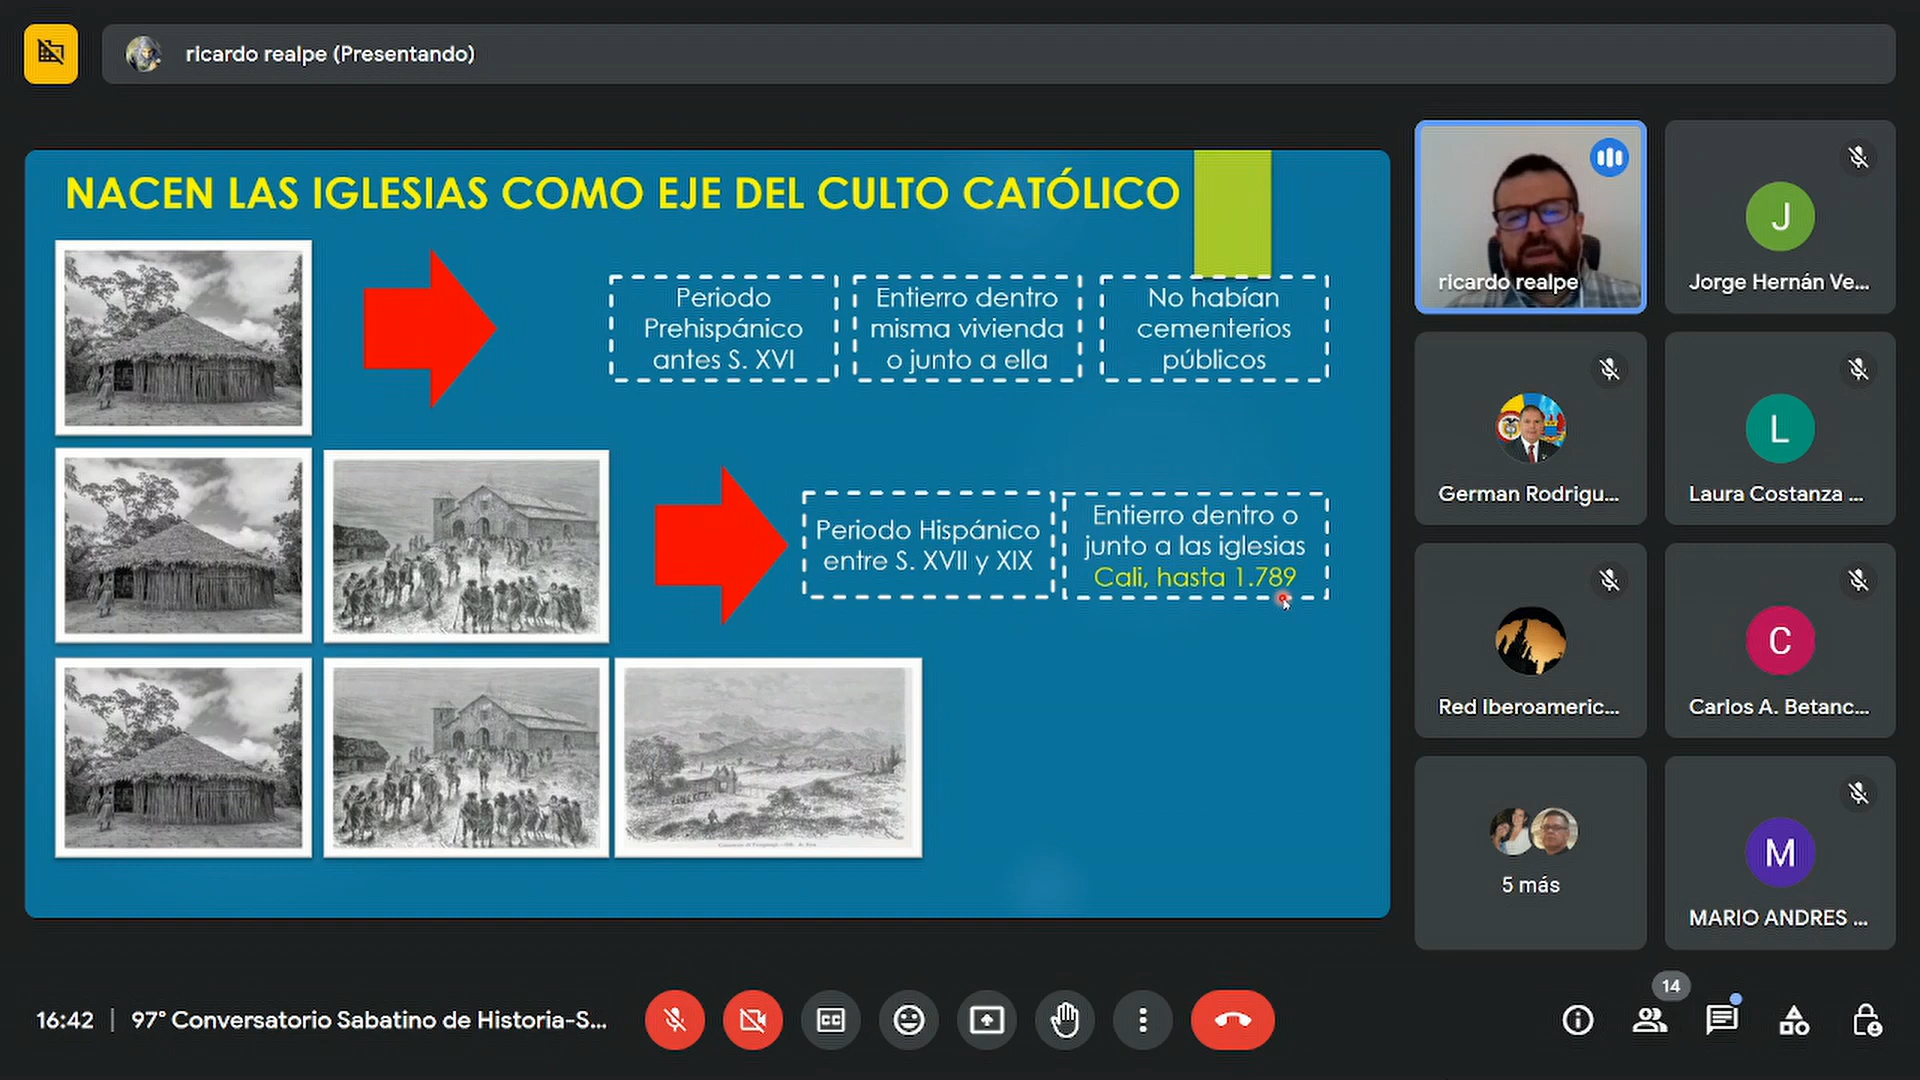 ricardo realpe (Presentando)
NACEN LAS IGLESIAS COMO EJE DEL CULTO CATÓLICO
Periodo
Prehispánico
antes S. XVI
Entierro dentro
misma vivienda
o junto a ella
No habían
cementerios
públicos
Periodo Hispánico
entre S. XVII y XIX
Entierro dentro o
junto a las iglesias
Cali, hasta 1.789
ricardo realpe
J
Jorge Hernán Ve...
German Rodrigu...
L
Laura Costanza ...
Red Iberoameric...
C
Carlos A. Betanc...
5 más
M
MARIO ANDRES ...
16:42 | 97° Conversatorio Sabatino de Historia-S...
CC
14